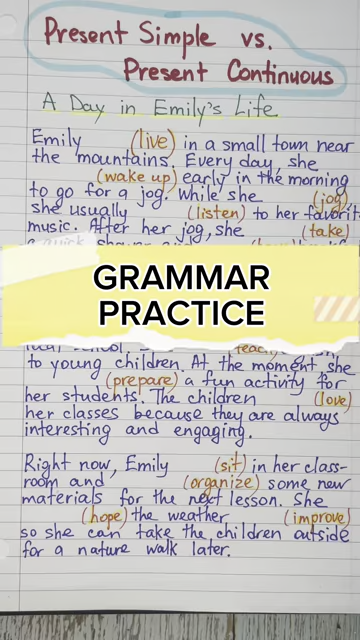 Present Simple vs.
Present Continuous
A Day in Emily's Life
Emily (live) in a small town near
the mountains. Every day, she
(wake up) early in the morning
to go for a jog. While she (jog)
she usually (listen) to her favorit
music. After her jog, she (take)
GRAMMAR
PRACTICE
to young children. At the moment she
(prepare) a fun activity for
her students. The children (love)
her classes because they are always
interesting and engaging.
Right now, Emily (sit) in her class-
room and (organize) some new
materials for the next lesson. She
(hope) the weather (improve)
so she can take the children outside
for a nature walk later.